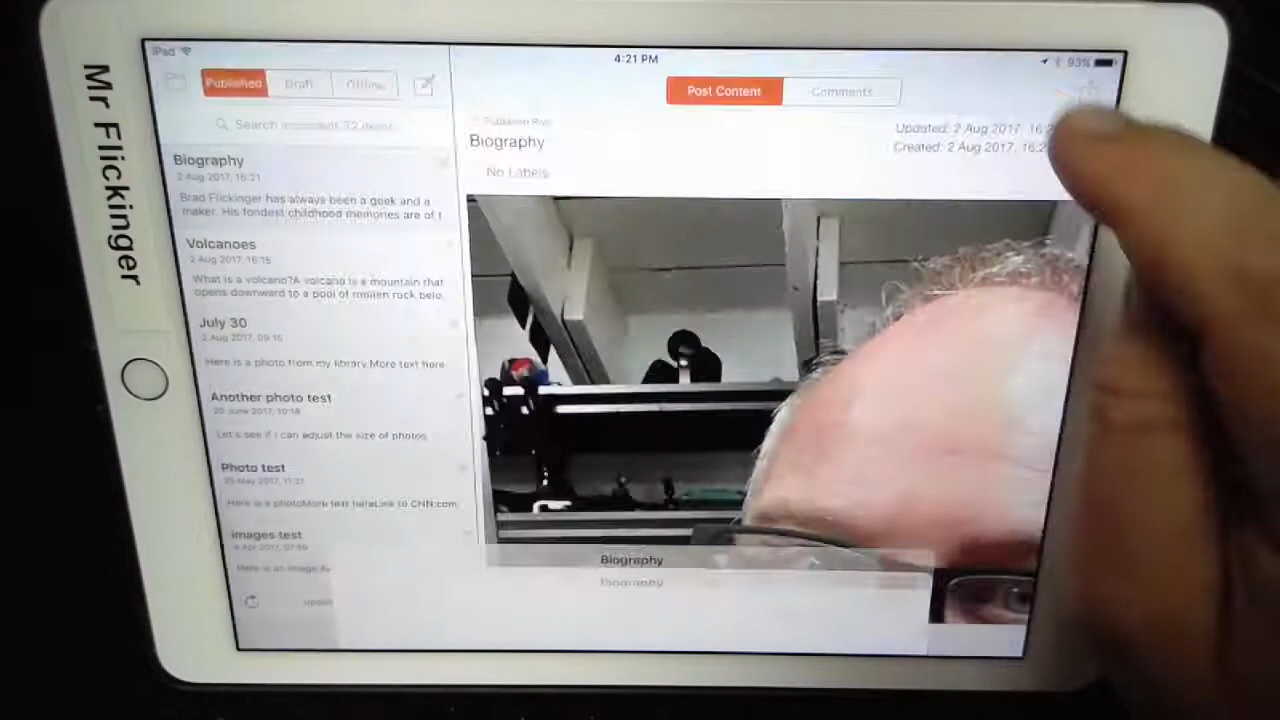 Mr Flickinger
iPad
4:21 PM
93%
Published
Draft
Offline
Post Content
Comments
Search
Biography
2 Aug 2017, 16:21
Brad Flickinger has always been a geek and a
maker. His fondest childhood memories are of t
Volcanoes
2 Aug 2017, 16:15
What is a volcano?A volcano is a mountain that
opens downward to a pool of molten rock belo
July 30
2 Aug 2017, 09:15
Here is a photo from my library.More text here
Another photo test
20 June 2017, 10:18
Let's see if i can adjust the size of photos
Photo test
25 May 2017, 11:21
Here is a photoMore test hereLink to CNN.com
images test
Here is an image
Biography
Updated: 2 Aug 2017, 16:2
Created: 2 Aug 2017, 16:2
No Labels
Biography
Biography